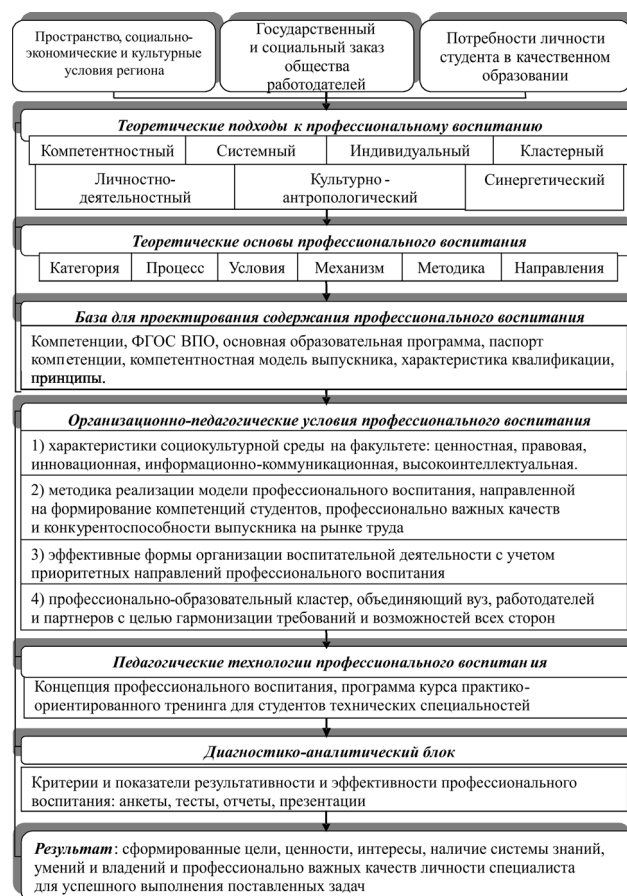 Пространство, социально-
экономические и культурные
условия региона
Государственный
и социальный заказ
общества
работодателей
Потребности личности
студента в качественном
образовании
Теоретические подходы к профессиональному воспитанию
Компетентностный Системный Индивидуальный Кластерный
Личностно-
деятельностный
Культурно-
антропологический
Синергетический
Теоретические основы профессионального воспитания
Категория Процесс Условия Механизм Методика Направления
База для проектирования содержания профессионального воспитания
Компетенции, ФГОС ВПО, основная образовательная программа, паспорт
компетенции, компетентностная модель выпускника, характеристика квалификации,
принципы.
Организационно-педагогические условия профессионального воспитания
1) характеристики социокультурной среды на факультете: ценностная, правовая,
инновационная, информационно-коммуникационная, высокоинтеллектуальная.
2) методика реализации модели профессионального воспитания, направленной
на формирование компетенций студентов, профессионально важных качеств
и конкурентоспособности выпускника на рынке труда
3) эффективные формы организации воспитательной деятельности с учетом
приоритетных направлений профессионального воспитания
4) профессионально-образовательный кластер, объединяющий вуз, работодателей
и партнеров с целью гармонизации требований и возможностей всех сторон
Педагогические технологии профессионального воспитания
Концепция профессионального воспитания, программа курса практико-
ориентированного тренинга для студентов технических специальностей
Диагностико-аналитический блок
Критерии и показатели результативности и эффективности профессионального
воспитания: анкеты, тесты, отчеты, презентации
Результат: сформированные цели, ценности, интересы, наличие системы знаний,
умений и владений и профессионально важных качеств личности специалиста
для успешного выполнения поставленных задач